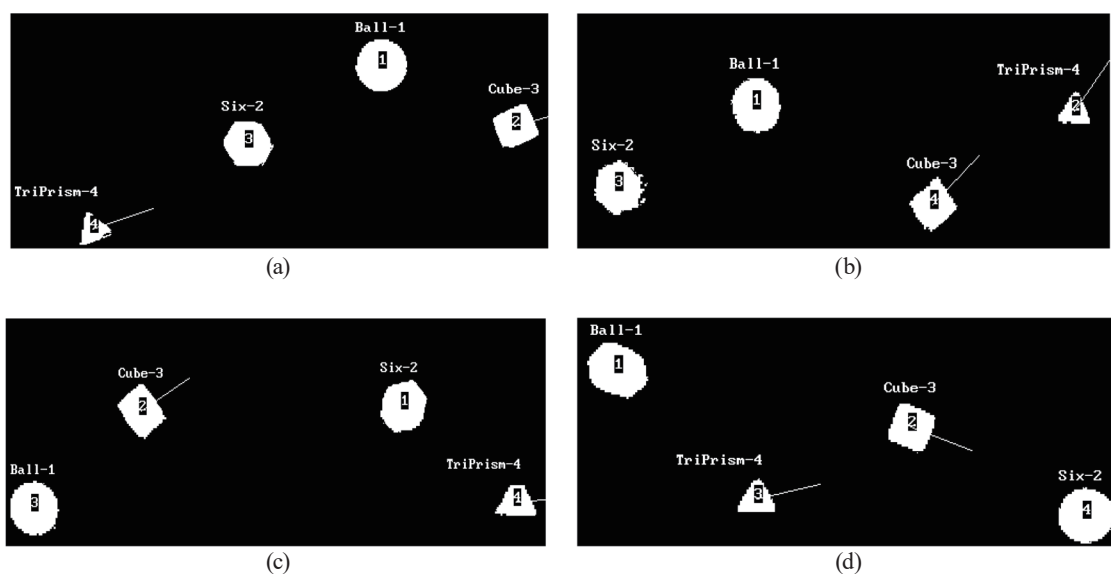 Ball-1
1
Cube-3
2
Six-2
3
TriPrism-4
4
(a)
Ball-1
1
TriPrism-4
2
Six-2
3
Cube-3
4
(b)
Cube-3
2
Six-2
1
Ball-1
3
TriPrism-4
4
(c)
Ball-1
1
Cube-3
2
TriPrism-4
3
Six-2
4
(d)